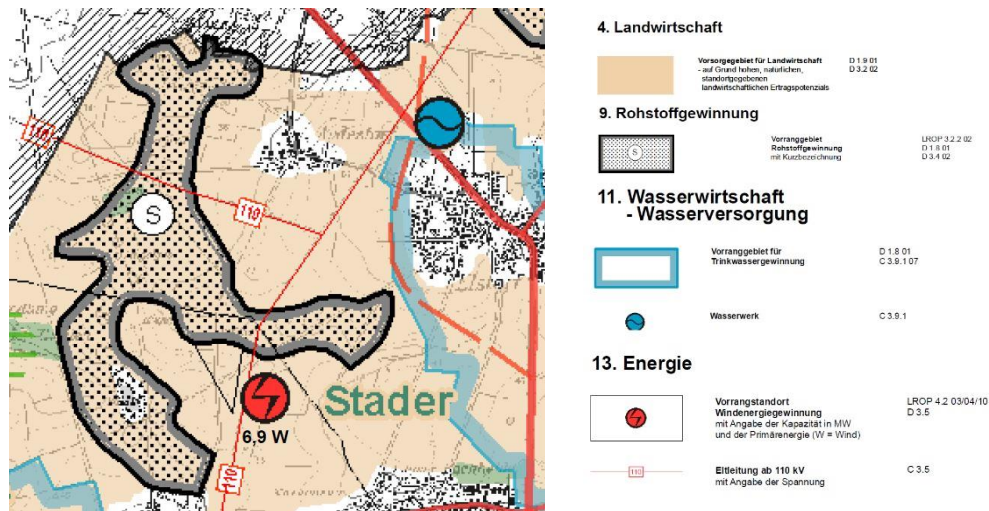 110
S
110
6,9 W
Stader
110
4. Landwirtschaft
Vorsorgegebiet für Landwirtschaft D 1.9 01
- auf Grund hohen, natürlichen, D 3.2 02
standortgegebenen
landwirtschaftlichen Ertragspotenzials
9. Rohstoffgewinnung
S
Vorranggebiet LROP 3.2.2 02
Rohstoffgewinnung D 1.8 01
mit Kurzbezeichnung D 3.4 02
11. Wasserwirtschaft
- Wasserversorgung
Vorranggebiet für D 1.8 01
Trinkwassergewinnung C 3.9.1 07
Wasserwerk C 3.9.1
13. Energie
Vorrangstandort LROP 4.2 03/04/10
Windenergiegewinnung D 3.5
mit Angabe der Kapazität in MW
und der Primärenergie (W = Wind)
110
Eltleitung ab 110 kV C 3.5
mit Angabe der Spannung